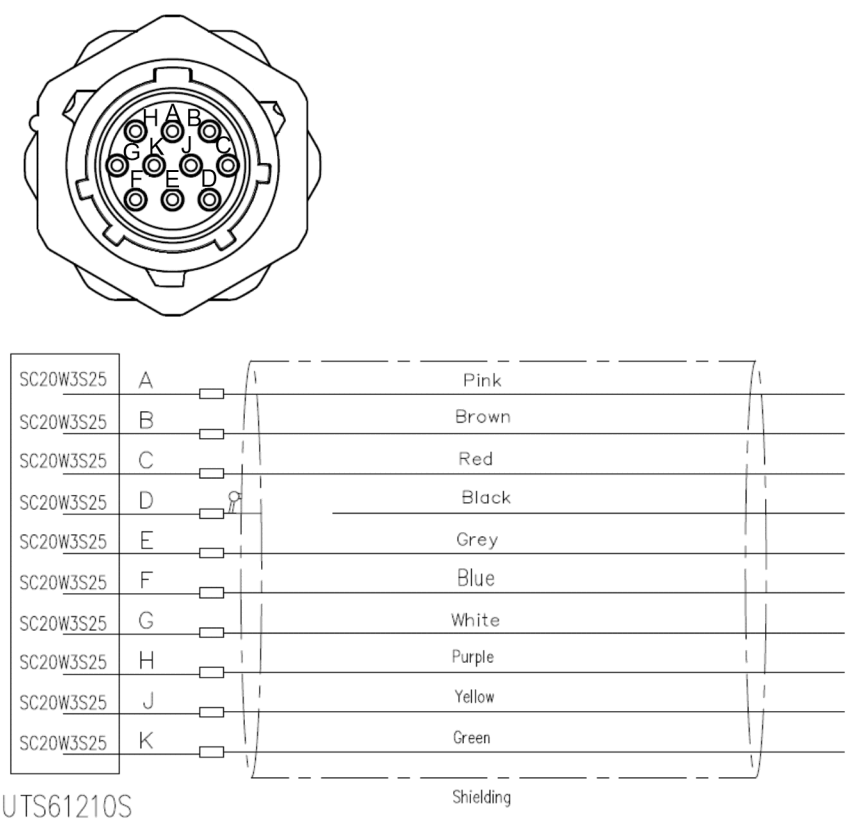 H A B
G K J C
F E D
SC20W3S25 A Pink
SC20W3S25 B Brown
SC20W3S25 C Red
SC20W3S25 D Black
SC20W3S25 E Grey
SC20W3S25 F Blue
SC20W3S25 G White
SC20W3S25 H Purple
SC20W3S25 J Yellow
SC20W3S25 K Green
UTS61210S
Shielding